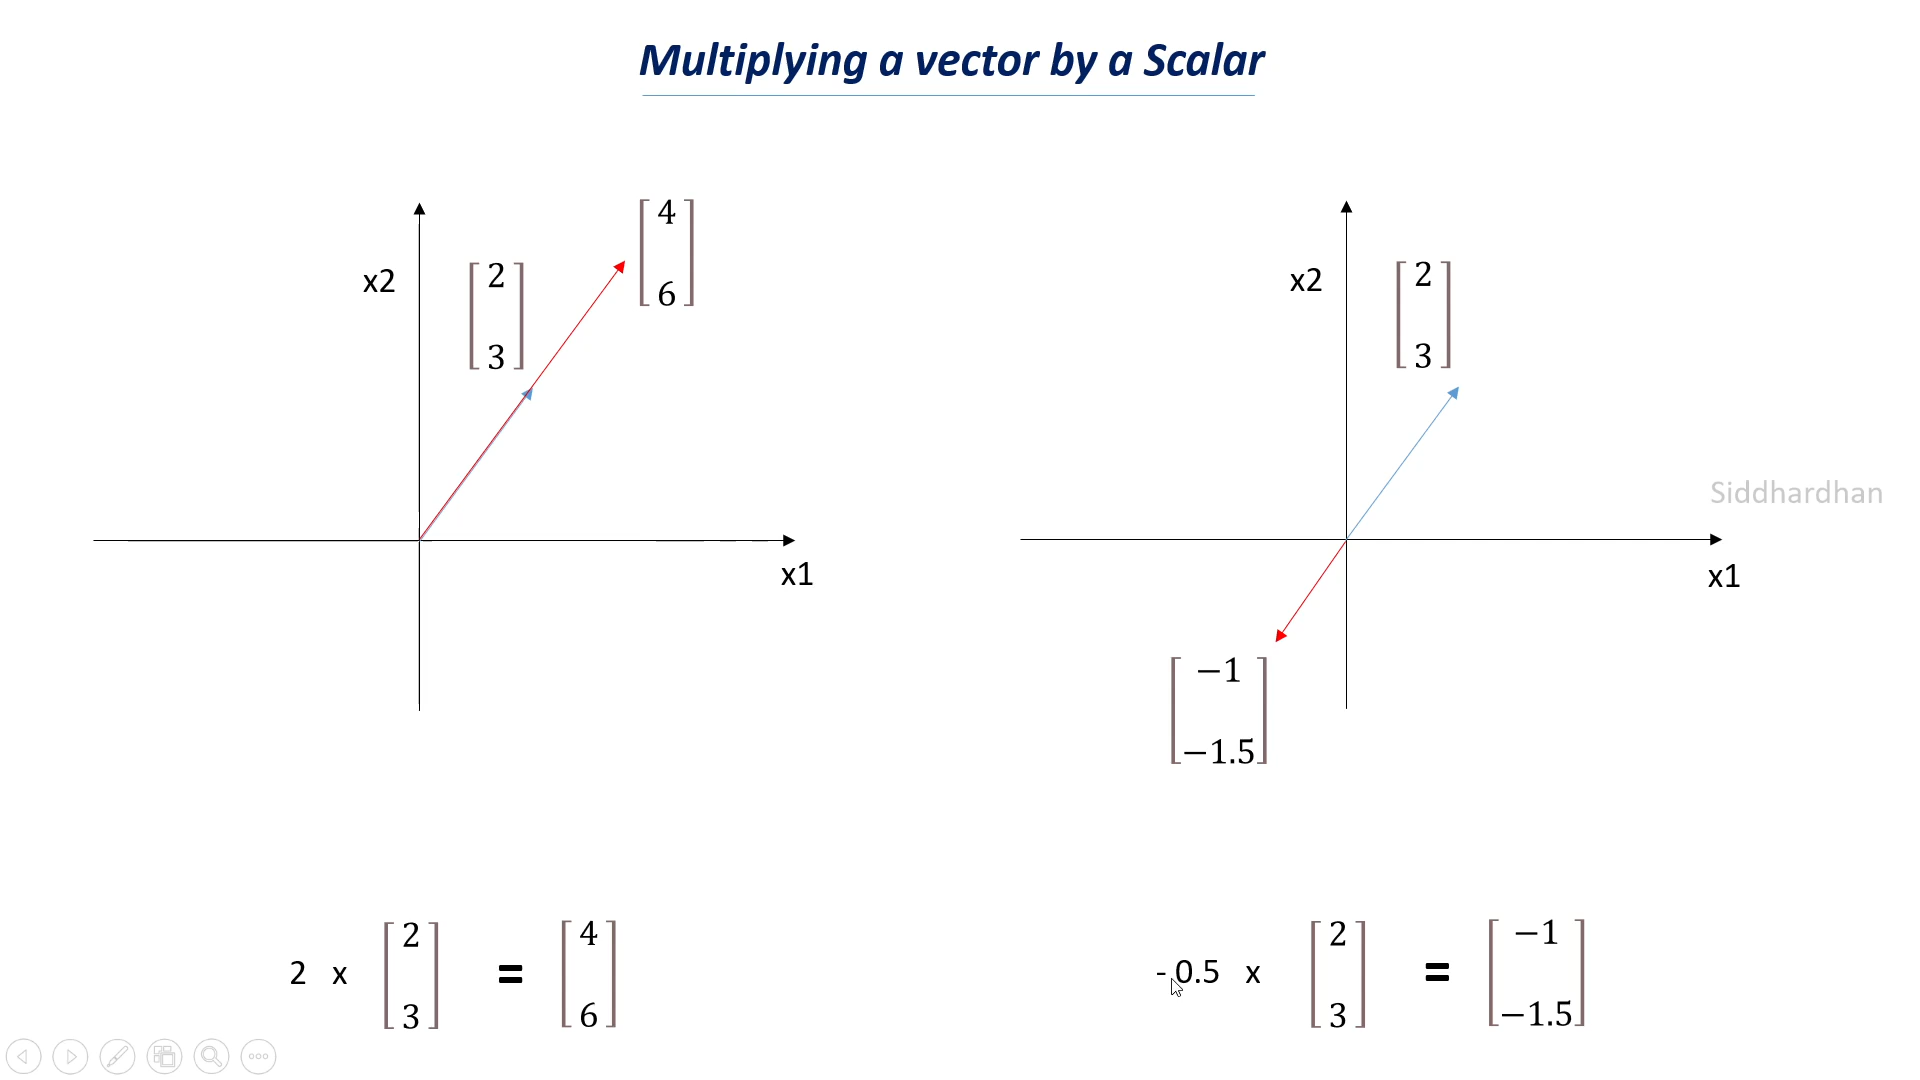 Multiplying a vector by a Scalar
x2
2
3
4
6
x1
x2
2
3
x1
−1
−1.5
Siddhardhan
2 x [2 3] = [4 6]
- 0.5 x [2 3] = [−1 −1.5]